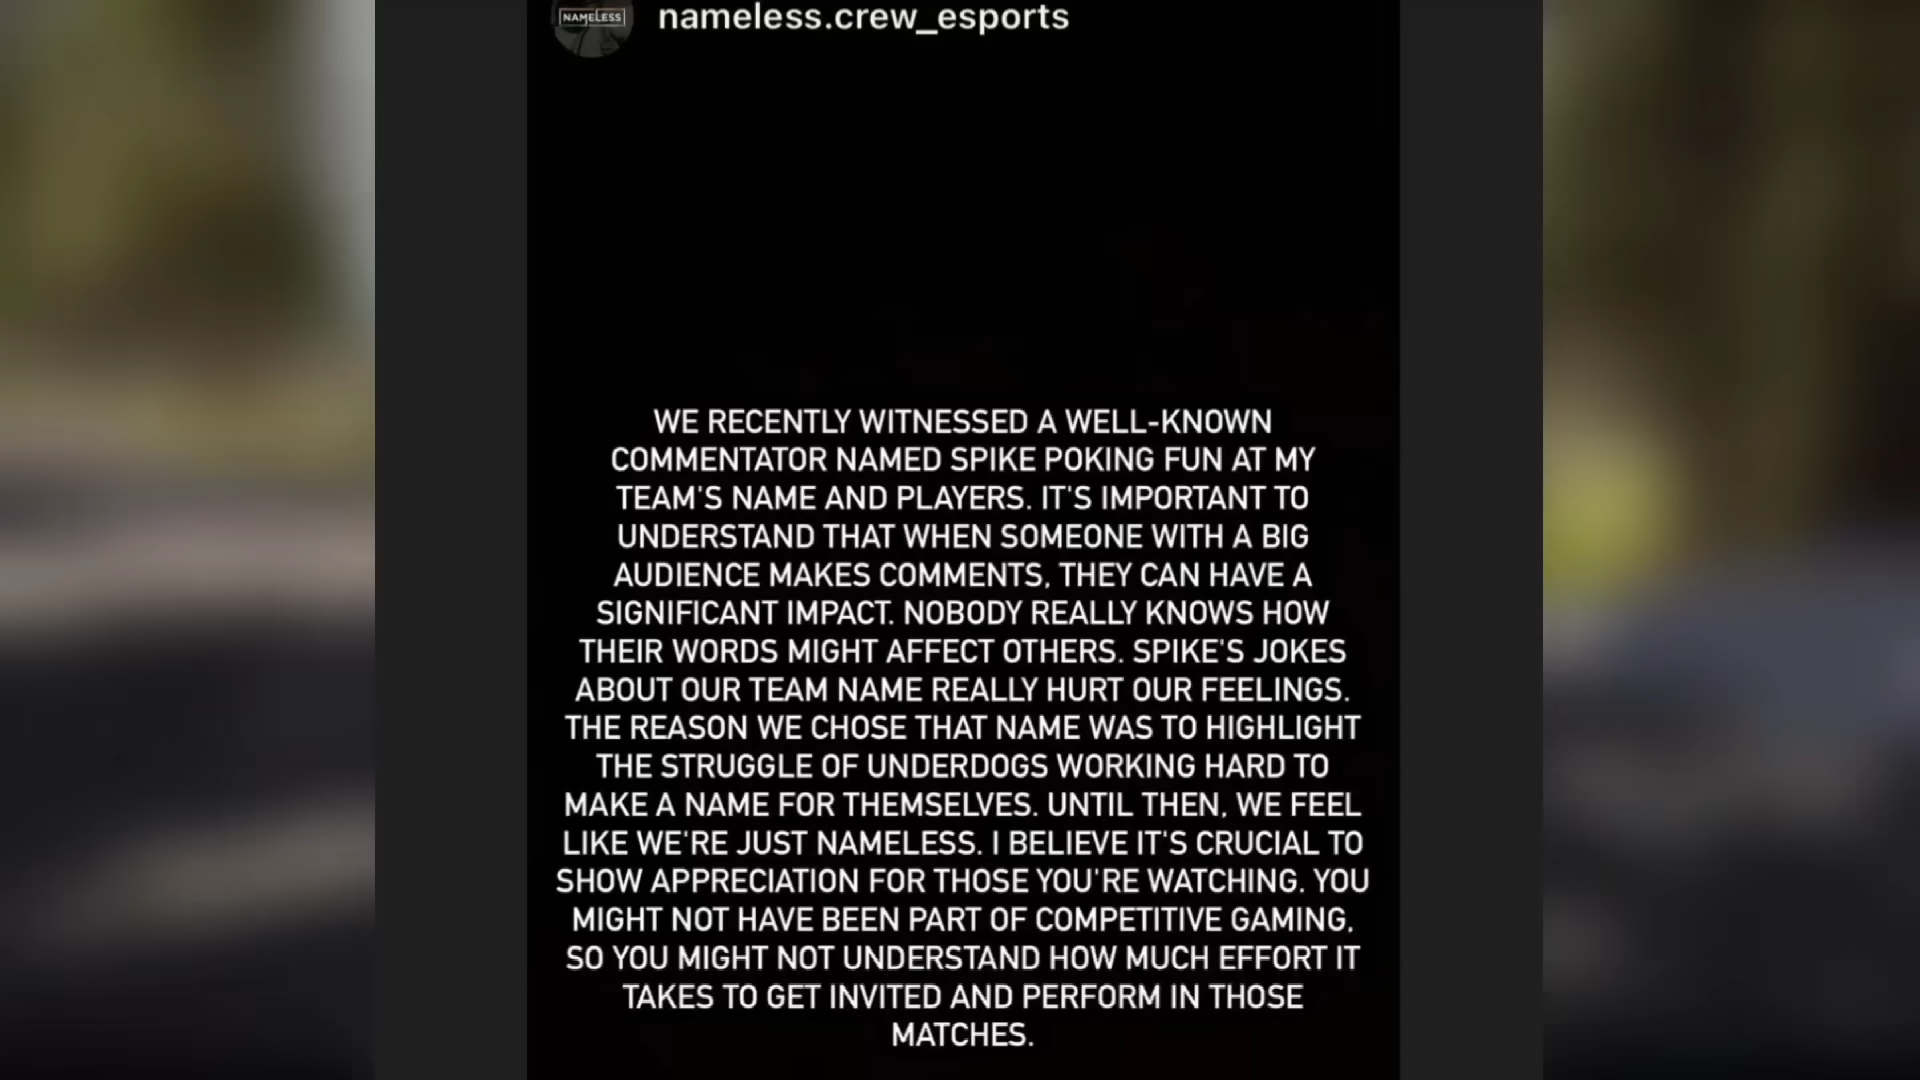 NAMELESS
nameless.crew_esports
WE RECENTLY WITNESSED A WELL-KNOWN
COMMENTATOR NAMED SPIKE POKING FUN AT MY
TEAM'S NAME AND PLAYERS. IT'S IMPORTANT TO
UNDERSTAND THAT WHEN SOMEONE WITH A BIG
AUDIENCE MAKES COMMENTS, THEY CAN HAVE A
SIGNIFICANT IMPACT. NOBODY REALLY KNOWS HOW
THEIR WORDS MIGHT AFFECT OTHERS. SPIKE'S JOKES
ABOUT OUR TEAM NAME REALLY HURT OUR FEELINGS.
THE REASON WE CHOSE THAT NAME WAS TO HIGHLIGHT
THE STRUGGLE OF UNDERDOGS WORKING HARD TO
MAKE A NAME FOR THEMSELVES. UNTIL THEN, WE FEEL
LIKE WE'RE JUST NAMELESS. I BELIEVE IT'S CRUCIAL TO
SHOW APPRECIATION FOR THOSE YOU'RE WATCHING. YOU
MIGHT NOT HAVE BEEN PART OF COMPETITIVE GAMING,
SO YOU MIGHT NOT UNDERSTAND HOW MUCH EFFORT IT
TAKES TO GET INVITED AND PERFORM IN THOSE
MATCHES.